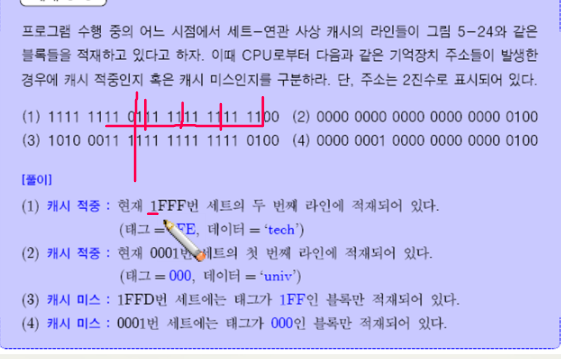 프로그램 수행 중의 어느 시점에서 세트-연관 사상 캐시의 라인들이 그림 5-24와 같은
블록들을 적재하고 있다고 하자. 이때 CPU로부터 다음과 같은 기억장치 주소들이 발생한
경우에 캐시 적중인지 혹은 캐시 미스인지를 구분하라. 단, 주소는 2진수로 표시되어 있다.
(1) 1111 1111 0111 1111 1111 1100 (2) 0000 0000 0000 0000 0000 0100
(3) 1010 0011 1111 1111 1111 0100 (4) 0000 0001 0000 0000 0000 0100
[풀이]
(1) 캐시 적중 : 현재 1FFF번 세트의 두 번째 라인에 적재되어 있다.
(태그 = FE, 데이터 = ‘tech’)
(2) 캐시 적중 : 현재 0001번 세트의 첫 번째 라인에 적재되어 있다.
(태그 = 000, 데이터 = ‘univ’)
(3) 캐시 미스 : 1FFD번 세트에는 태그가 1FF인 블록만 적재되어 있다.
(4) 캐시 미스 : 0001번 세트에는 태그가 000인 블록만 적재되어 있다.